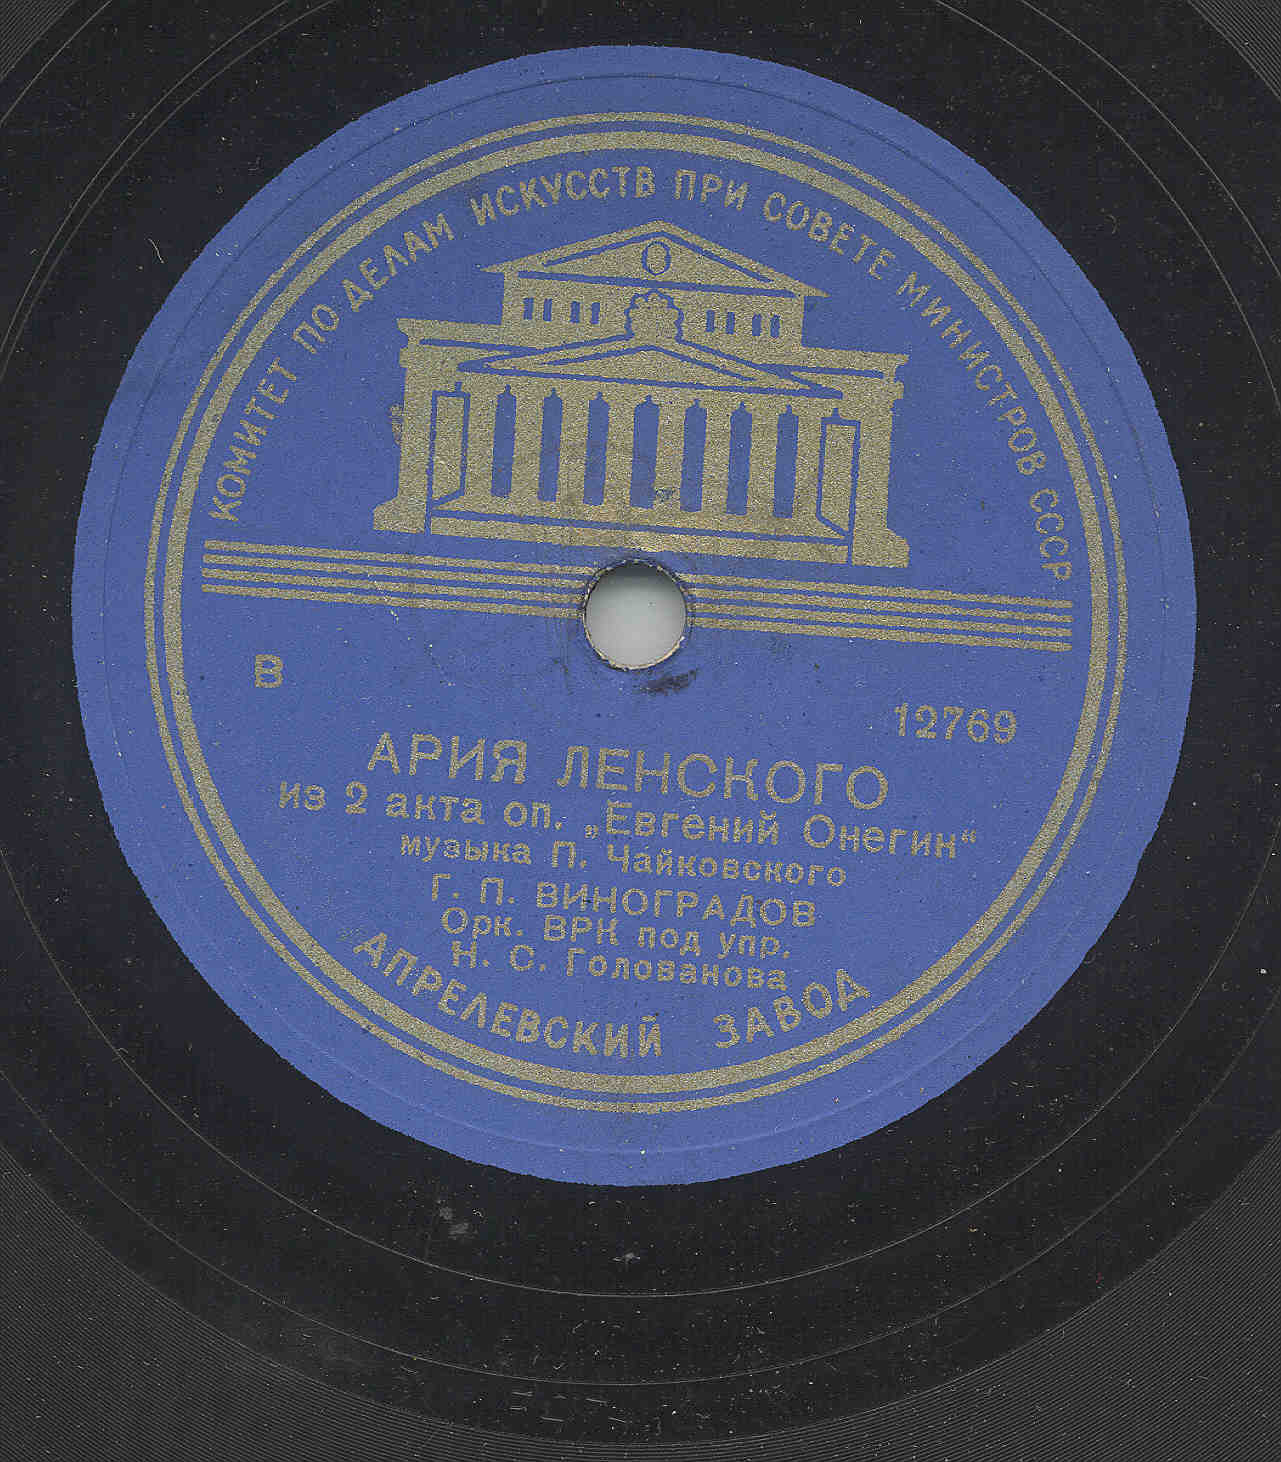 КОМИТЕТ ПО ДЕЛАМ ИСКУССТВ ПРИ СОВЕТЕ МИНИСТРОВ СССР
В
12769
АРИЯ ЛЕНСКОГО
из 2 акта оп. „Евгений Онегин“
музыка П. Чайковского
Г. П. ВИНОГРАДОВ
Орк. ВРК под упр.
Н. С. Голованова
АПРЕЛЕВСКИЙ ЗАВОД